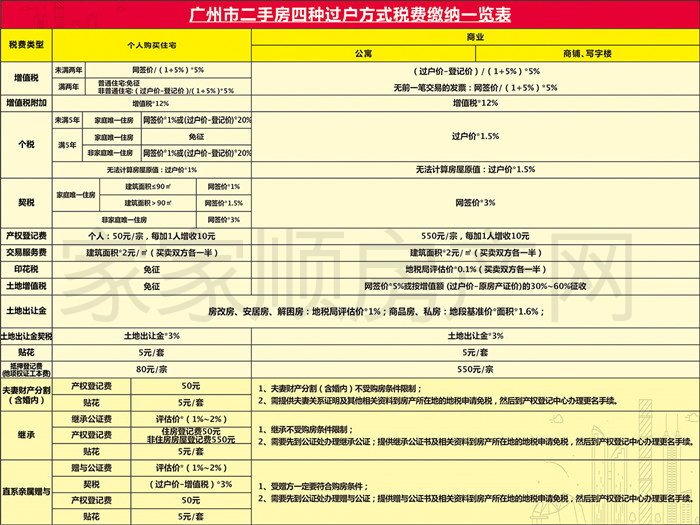 广州市二手房四种过户方式税费缴纳一览表
税费类型 个人购买住宅 商业
公寓 商铺、写字楼
增值税 未满两年 网签价/(1+5%)*5% (过户价-登记价)/(1+5%)*5%
满两年 普通住宅:免征 无前一笔交易的发票:网签价/(1+5%)*5%
非普通住宅:(过户价-登记价)/(1+5%)*5%
增值税附加 增值税*12% 增值税*12%
个税 未满5年 家庭唯一住房 网签价*1%或(过户价-登记价)*20% 过户价*1.5%
满5年 家庭唯一住房 免征
非家庭唯一住房 网签价*1%或(过户价-登记价)*20%
无法计算房屋原值:过户价*1% 无法计算房屋原值:过户价*1.5%
契税 家庭唯一住房 建筑面积≤90㎡ 网签价*1% 网签价*3%
建筑面积>90㎡ 网签价*1.5%
非家庭唯一住房 网签价*3%
产权登记费 个人:50元/宗,每加1人增收10元 550元/宗,每加1人增收10元
交易服务费 建筑面积*2元/㎡(买卖双方各一半) 建筑面积*2元/㎡(买卖双方各一半)
印花税 免征 地税局评估价*0.1%(买卖双方各一半)
土地增值税 免征 网签价*5%或按增值额(过户价-原房产证价)的30%~60%征收
土地出让金 房改房、安居房、解困房:地税局评估价*1%;商品房、私房:地段基准价*面积*1.6%;
土地出让金契税 土地出让金*3% 土地出让金*3%
贴花 5元/套 5元/套
抵押登记费 80元/宗 550元/宗
(他项权证工本费)
夫妻财产分割 产权登记费 50元 1、夫妻财产分割(含婚内)不受购房条件限制;
(含婚内) 贴花 5元/套 2、需提供夫妻关系证明及其他相关资料到房产所在地的地税申请免税,然后到产权登记中心办理更名手续。
继承 继承公证费 评估价*(1%~2%) 1、继承不受购房条件限制;
产权登记费 住房登记费50元 2、需要先到公证处办理继承公证;提供继承公证书及相关资料到房产所在地的地税申请免税,然后到产权登记中心办理更名手续。
非住房房屋登记费550元
贴花 5元/套
直系亲属赠与 赠与公证费 评估价*(1%~2%) 1、受赠方一定要符合购房条件;
契税 (过户价-增值税)*3% 2、需要先到公证处办理赠与公证;提供赠与公证书及相关资料到房产所在地的地税申请免税,然后到产权登记中心办理更名手续。
产权登记费 50元
贴花 5元/套
家家顺房产网